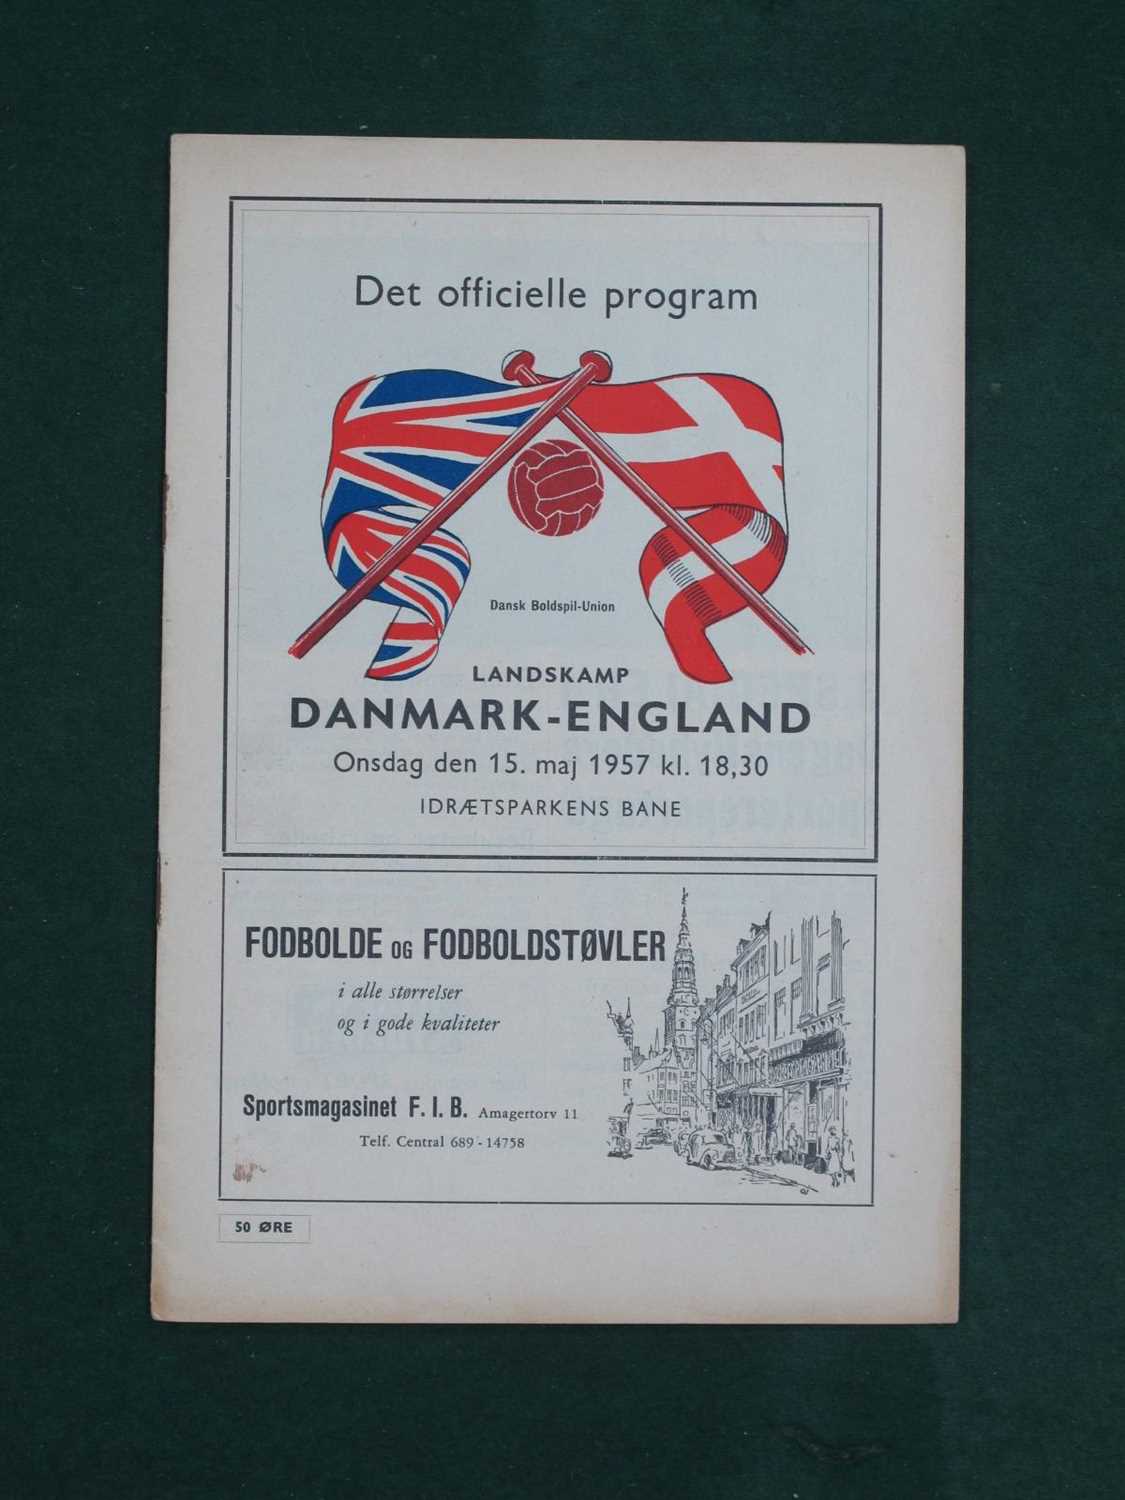 Det officielle program
Dansk Boldspil-Union
LANDSKAMP
DANMARK-ENGLAND
Onsdag den 15. maj 1957 kl. 18,30
IDRÆTSPARKENS BANE
FODBOLDE OG FODBOLDSTØVLER
i alle størrelser
og i gode kvaliteter
Sportsmagasinet F. I. B. Amagertorv 11
Telf. Central 689 - 14758
50 ØRE